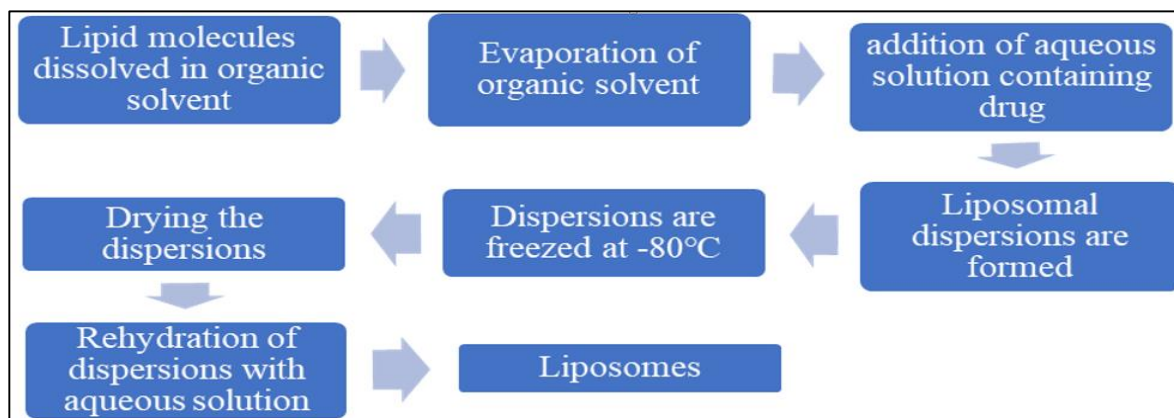 Lipid molecules
dissolved in organic
solvent
Evaporation of
organic solvent
addition of aqueous
solution containing
drug
Liposomal
dispersions are
formed
Dispersions are
freezed at -80°C
Drying the
dispersions
Rehydration of
dispersions with
aqueous solution
Liposomes